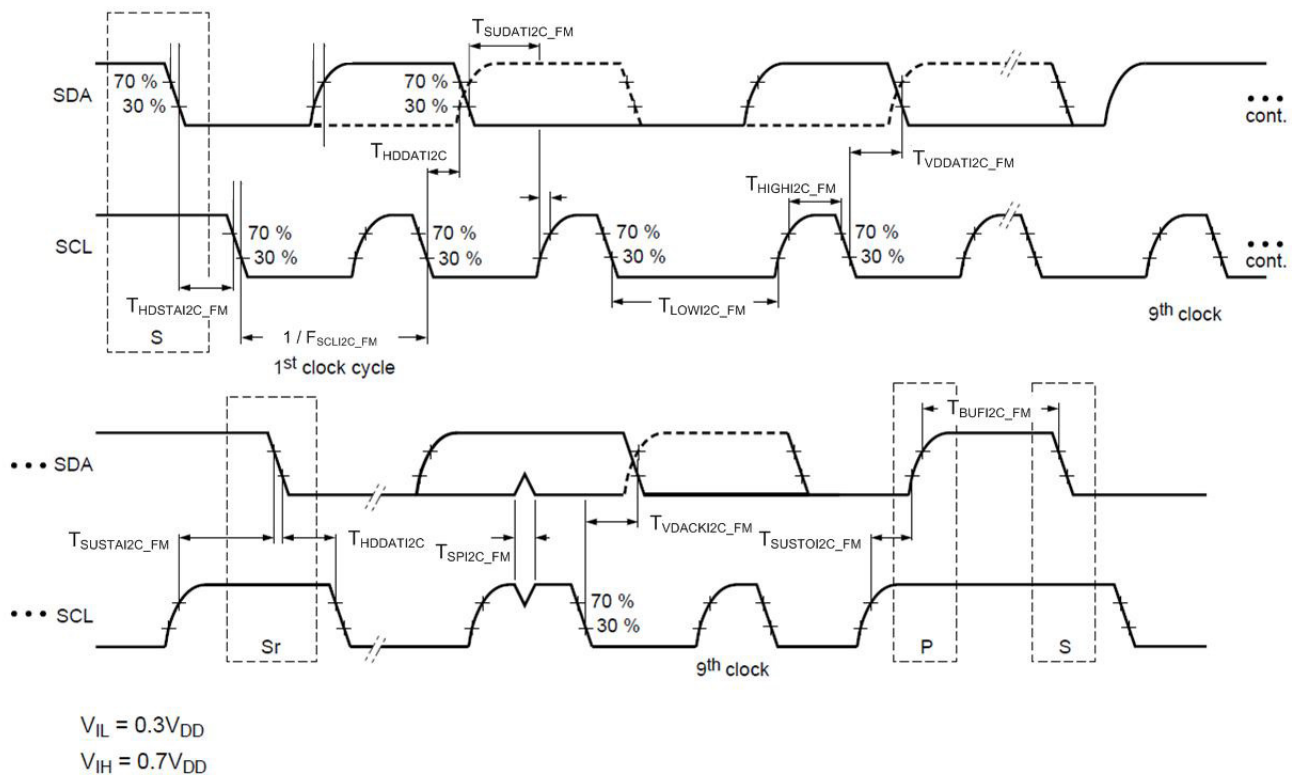 T_SUDATI2C_FM
SDA
70 %
30 %
70 %
30 %
cont.
T_HDDATI2C
T_VDDATI2C_FM
T_HIGHI2C_FM
SCL
70 %
30 %
70 %
30 %
70 %
30 %
70 %
30 %
cont.
T_HDSTAI2C_FM
T_LOWI2C_FM
9th clock
S
1 / F_SCLI2C_FM
1st clock cycle
T_BUFI2C_FM
••• SDA
T_SUSTAI2C_FM
T_HDDATI2C
T_SPI2C_FM
T_VDACKI2C_FM
T_SUSTOI2C_FM
••• SCL
70 %
30 %
Sr
9th clock
P
S
V_IL = 0.3V_DD
V_IH = 0.7V_DD